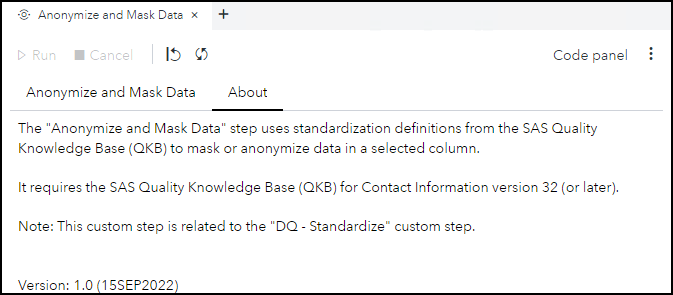 Anonymize and Mask Data × +
Run Cancel Code panel
Anonymize and Mask Data About
The "Anonymize and Mask Data" step uses standardization definitions from the SAS Quality
Knowledge Base (QKB) to mask or anonymize data in a selected column.
It requires the SAS Quality Knowledge Base (QKB) for Contact Information version 32 (or later).
Note: This custom step is related to the "DQ - Standardize" custom step.
Version: 1.0 (15SEP2022)